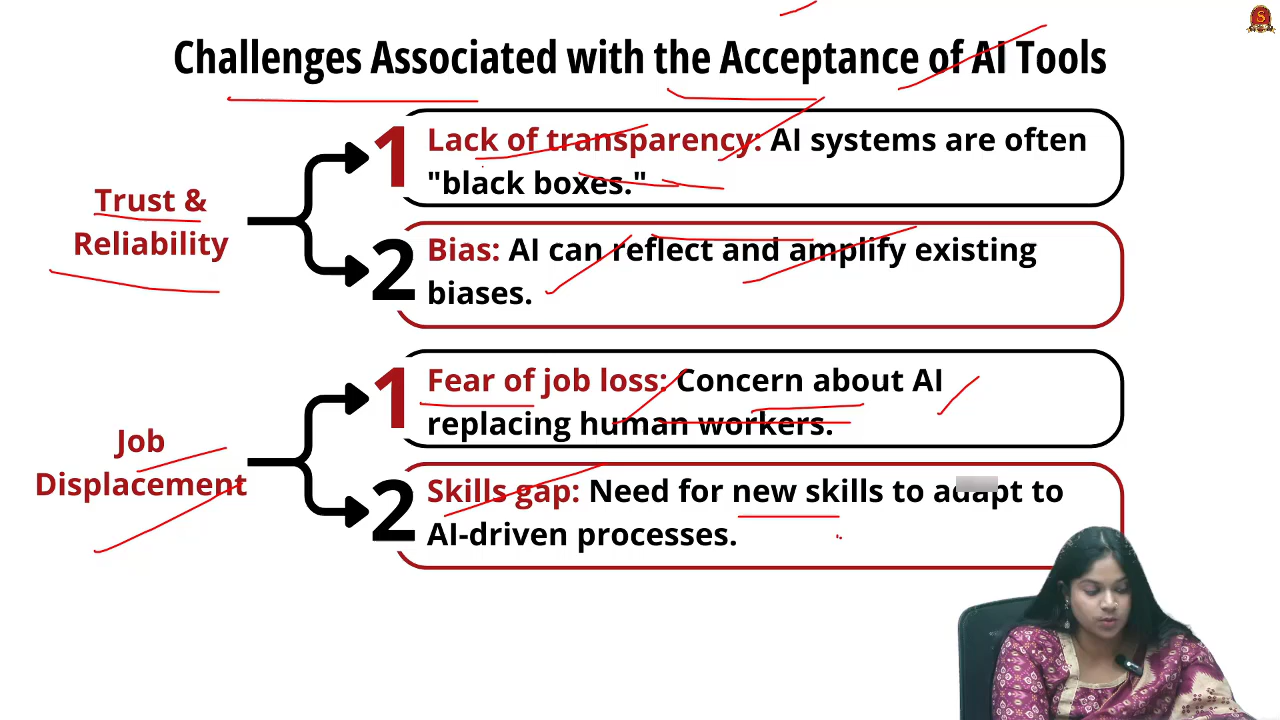 Challenges Associated with the Acceptance of AI Tools
Trust &
Reliability
1
Lack of transparency: AI systems are often
"black boxes."
2
Bias: AI can reflect and amplify existing
biases.
Job
Displacement
1
Fear of job loss: Concern about AI
replacing human workers.
2
Skills gap: Need for new skills to adapt to
AI-driven processes.
S